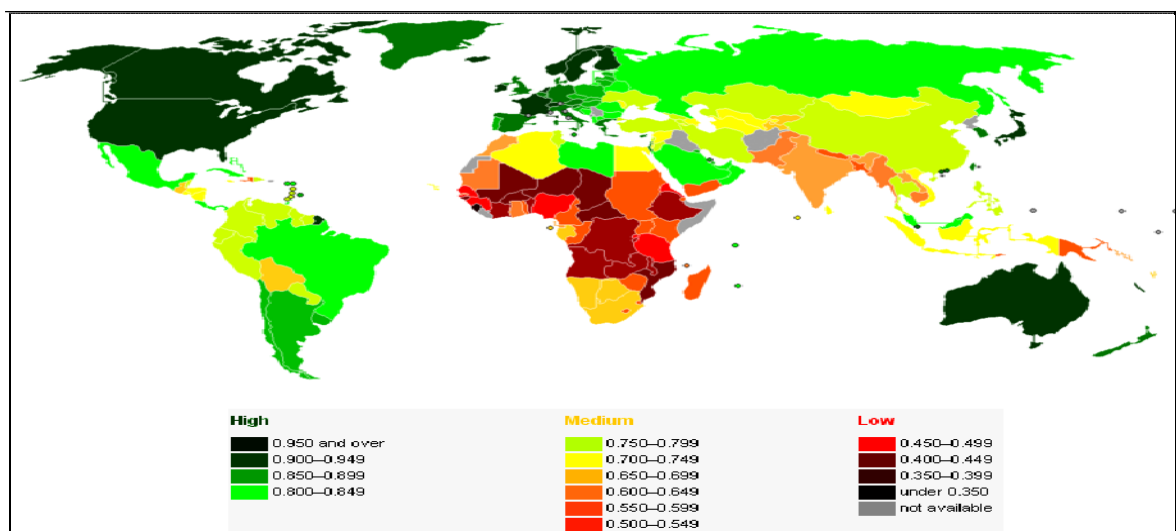 High
0.950 and over
0.900–0.949
0.850–0.899
0.800–0.849
Medium
0.750–0.799
0.700–0.749
0.650–0.699
0.600–0.649
0.550–0.599
0.500–0.549
Low
0.450–0.499
0.400–0.449
0.350–0.399
under 0.350
not available